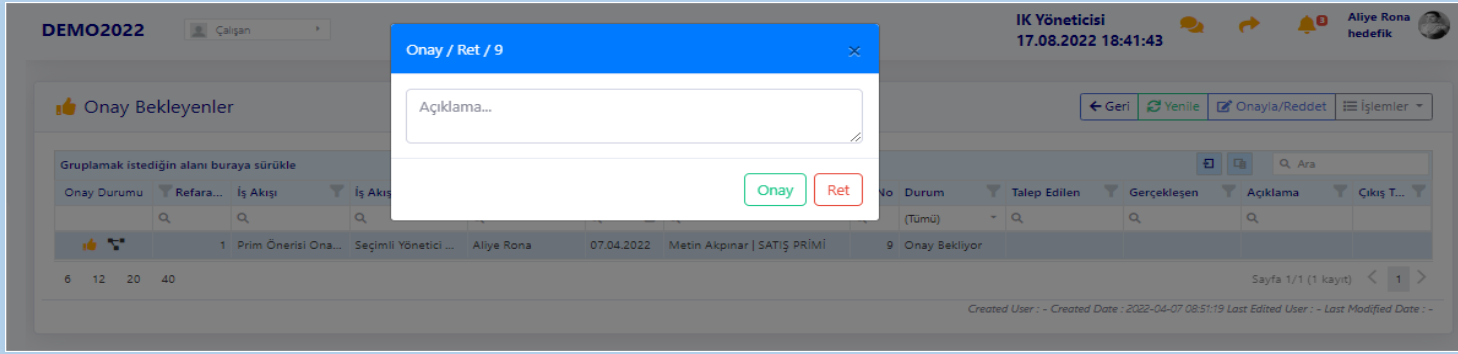 DEMO2022
Çalışan
IK Yöneticisi
17.08.2022 18:41:43
3
Aliye Rona
hedefik
Onay / Ret / 9
×
Açıklama...
Onay
Ret
Onay Bekleyenler
Geri
Yenile
Onayla/Reddet
İşlemler
Gruplamak istediğin alanı buraya sürükle
Ara
Onay Durumu Refara... İş Akışı İş Akış No Durum Talep Edilen Gerçekleşen Açıklama Çıkış T...
(Tümü)
1 Prim Önerisi Ona... Seçimli Yönetici ... Aliye Rona 07.04.2022 Metin Akpınar | SATIŞ PRİMİ 9 Onay Bekliyor
6 12 20 40
Sayfa 1/1 (1 kayıt) 1
Created User : - Created Date : 2022-04-07 08:51:19 Last Edited User : - Last Modified Date : -